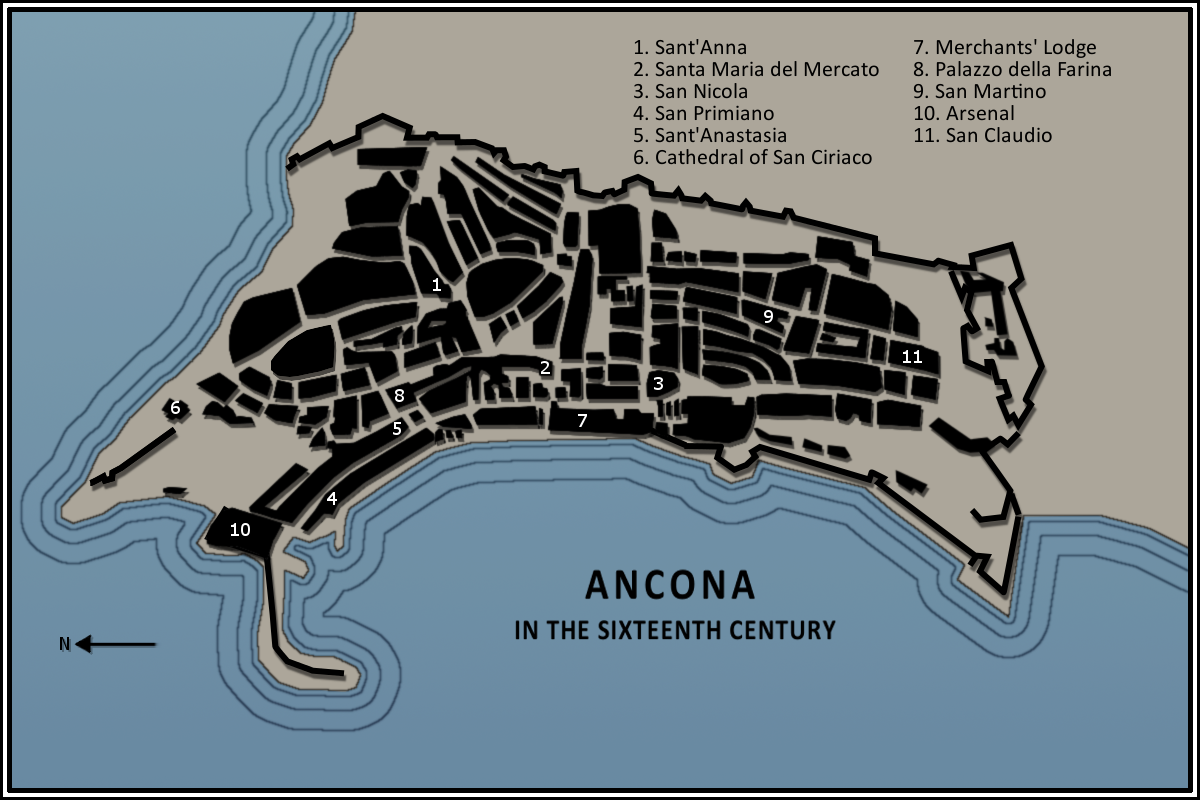 1. Sant'Anna
2. Santa Maria del Mercato
3. San Nicola
4. San Primiano
5. Sant'Anastasia
6. Cathedral of San Ciriaco
7. Merchants' Lodge
8. Palazzo della Farina
9. San Martino
10. Arsenal
11. San Claudio
1
9
11
2
3
8
6
7
5
4
10
ANCONA
IN THE SIXTEENTH CENTURY
N